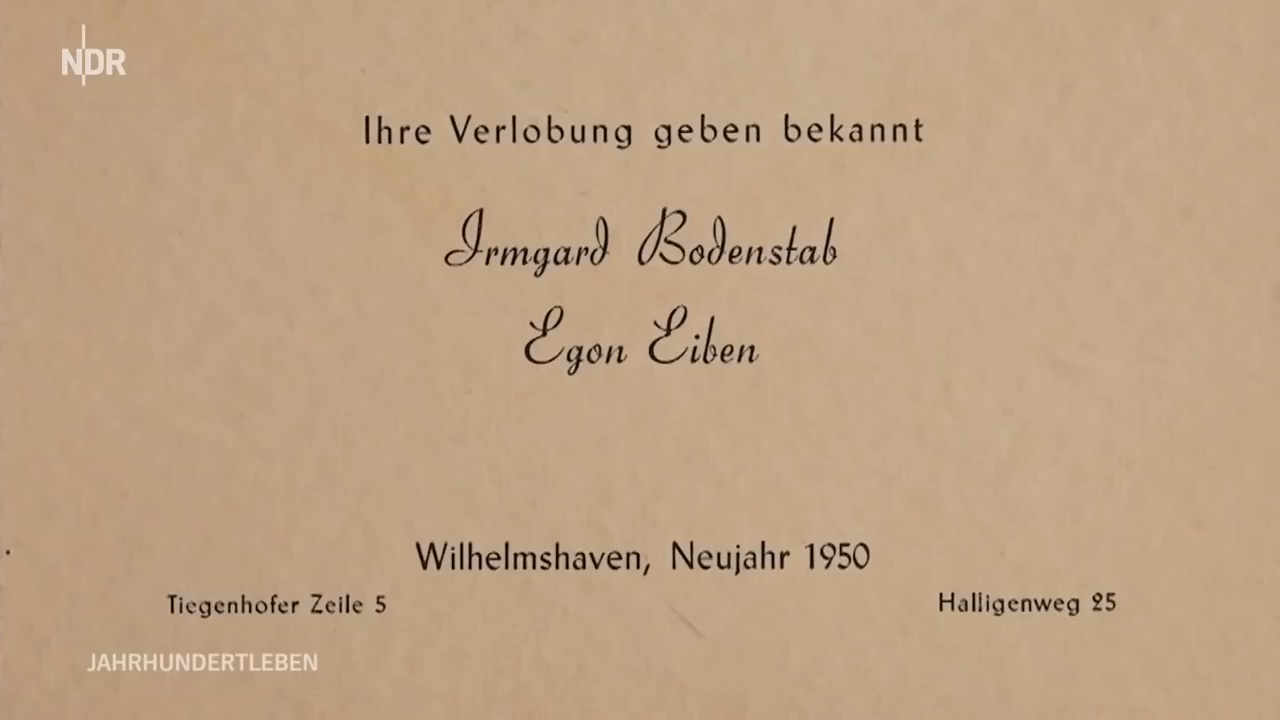 NDR
Ihre Verlobung geben bekannt
Irmgard Bodenstab
Egon Eiben
Wilhelmshaven, Neujahr 1950
Tiegenhofer Zeile 5
Halligenweg 25
JAHRHUNDERTLEBEN